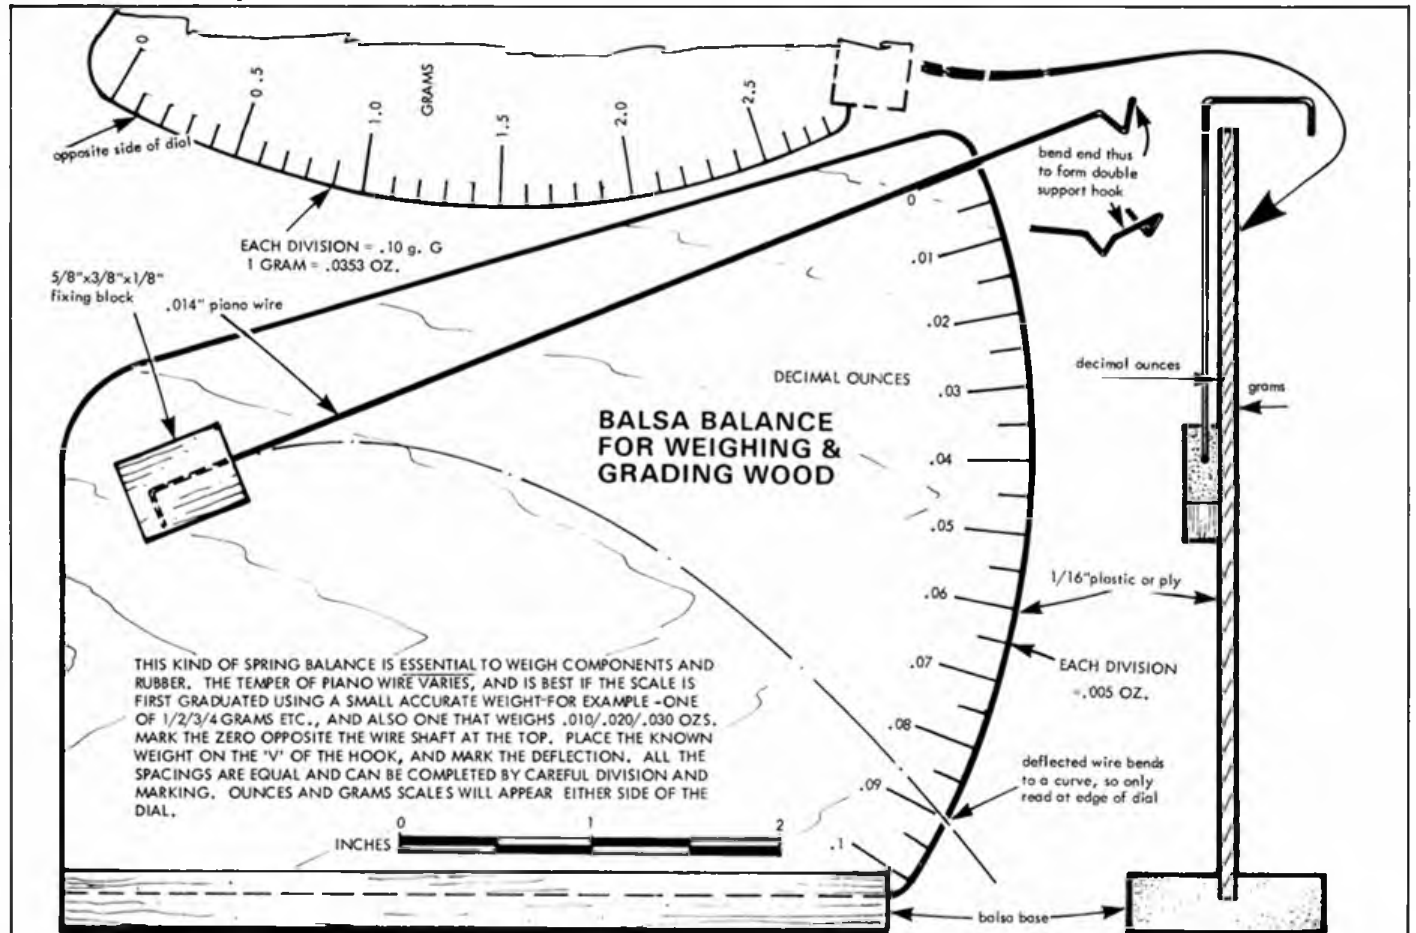 0
0.5
1.0
GRAMS
1.5
2.0
2.5
opposite side of dial
EACH DIVISION = .10 g. G
1 GRAM = .0353 OZ.
5/8"x3/8"x1/8"
fixing block
.014" piano wire
bend end thus
to form double
support hook
0
.01
.02
.03
.04
.05
.06
.07
.08
.09
.1
DECIMAL OUNCES
BALSA BALANCE
FOR WEIGHING &
GRADING WOOD
decimal ounces
grams
1/16"plastic or ply
EACH DIVISION
=.005 OZ.
deflected wire bends
to a curve, so only
read at edge of dial
THIS KIND OF SPRING BALANCE IS ESSENTIAL TO WEIGH COMPONENTS AND
RUBBER. THE TEMPER OF PIANO WIRE VARIES, AND IS BEST IF THE SCALE IS
FIRST GRADUATED USING A SMALL ACCURATE WEIGHT-FOR EXAMPLE -ONE
OF 1/2/3/4 GRAMS ETC., AND ALSO ONE THAT WEIGHS .010/.020/.030 OZS.
MARK THE ZERO OPPOSITE THE WIRE SHAFT AT THE TOP. PLACE THE KNOWN
WEIGHT ON THE 'V' OF THE HOOK, AND MARK THE DEFLECTION. ALL THE
SPACINGS ARE EQUAL AND CAN BE COMPLETED BY CAREFUL DIVISION AND
MARKING. OUNCES AND GRAMS SCALES WILL APPEAR EITHER SIDE OF THE
DIAL.
INCHES
0
1
2
balsa base